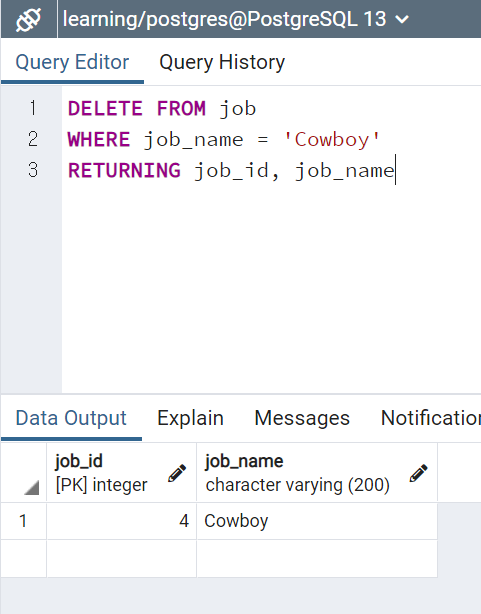 learning/postgres@PostgreSQL 13
Query Editor Query History
1 DELETE FROM job
2 WHERE job_name = 'Cowboy'
3 RETURNING job_id, job_name
Data Output Explain Messages Notification
job_id job_name
[PK] integer character varying (200)
1 4 Cowboy